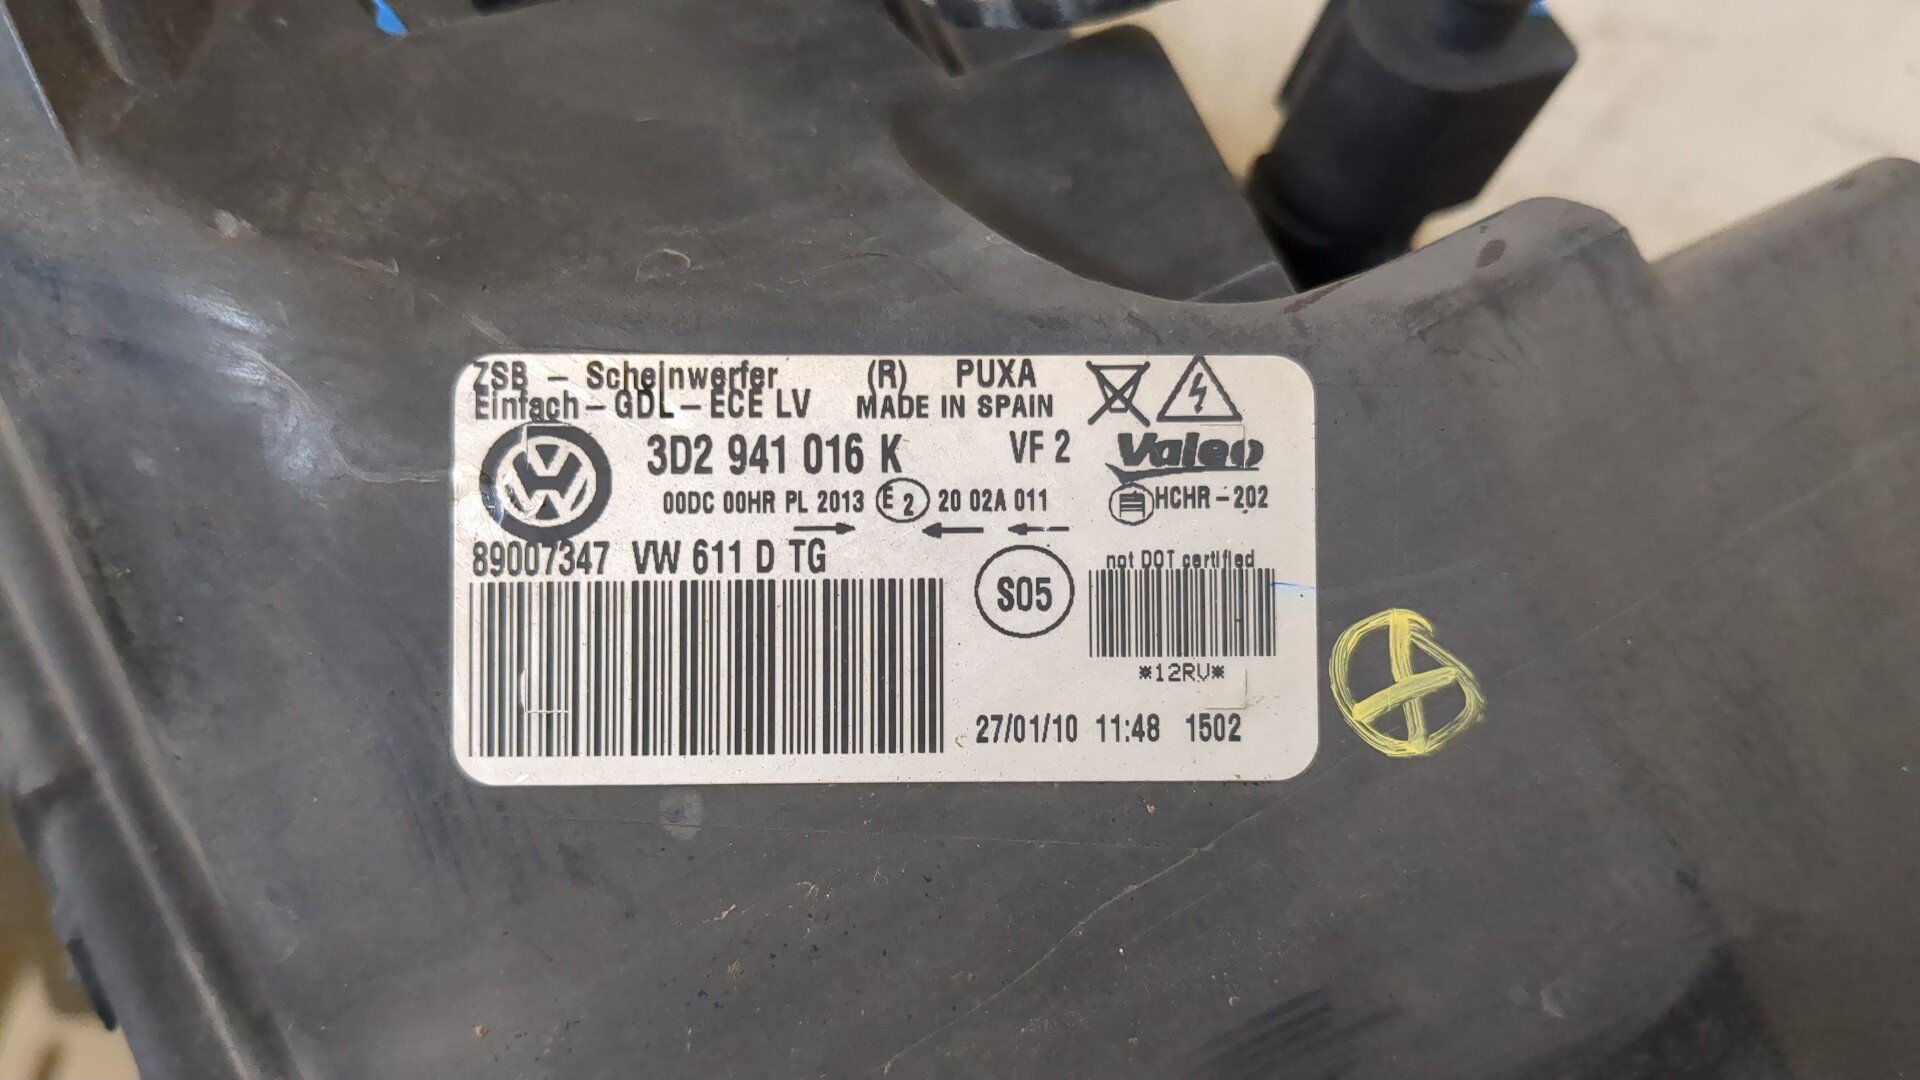 ZSB - Scheinwerfer (R) PUXA
Einfach - GDL - ECE LV MADE IN SPAIN
3D2 941 016 K VF 2 Valeo
00DC 00HR PL 2013 E2 20 02A 011 HCHR - 202
89007347 VW 611 D TG not DOT certified
S05
*12RV*
27/01/10 11:48 1502